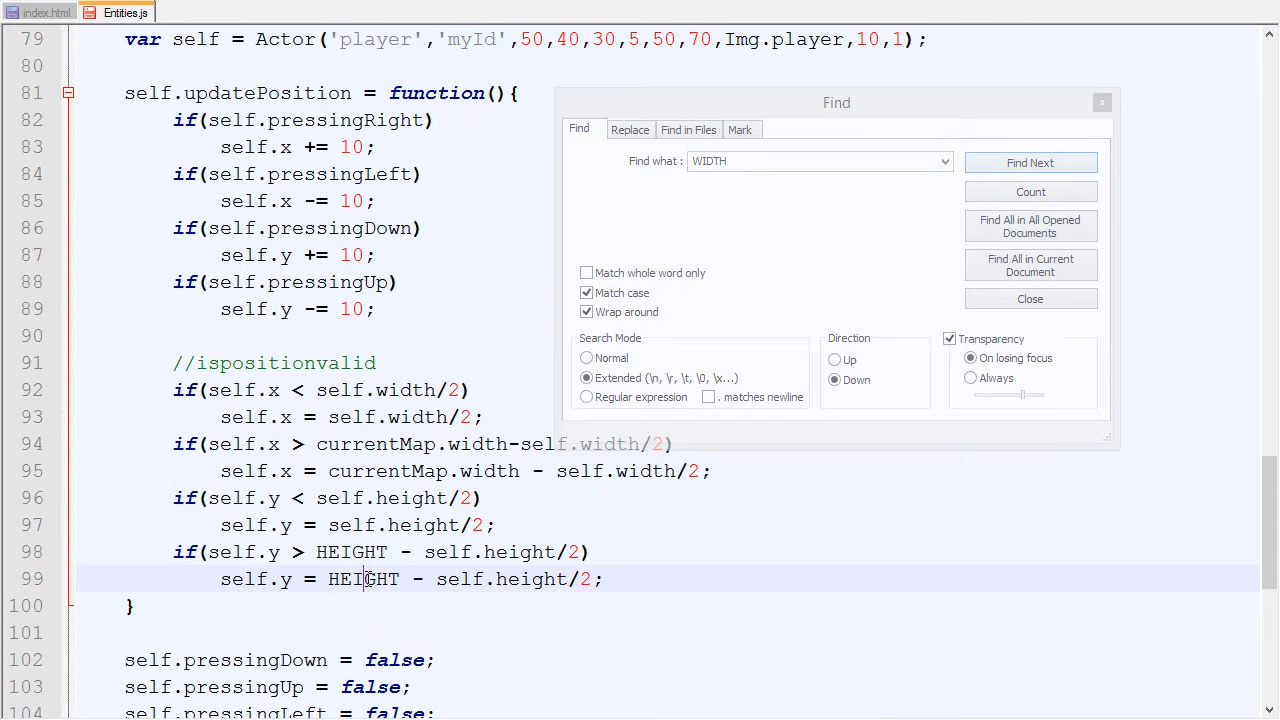 index.html Entities.js
79 var self = Actor('player','myId',50,40,30,5,50,70,Img.player,10,1);
80
81 self.updatePosition = function(){
82 if(self.pressingRight)
83 self.x += 10;
84 if(self.pressingLeft)
85 self.x -= 10;
86 if(self.pressingDown)
87 self.y += 10;
88 if(self.pressingUp)
89 self.y -= 10;
90
91 //ispositionvalid
92 if(self.x < self.width/2)
93 self.x = self.width/2;
94 if(self.x > currentMap.width-self.width/2)
95 self.x = currentMap.width - self.width/2;
96 if(self.y < self.height/2)
97 self.y = self.height/2;
98 if(self.y > HEIGHT - self.height/2)
99 self.y = HEIGHT - self.height/2;
100 }
101
102 self.pressingDown = false;
103 self.pressingUp = false;
104 self.pressingLeft = false;
Find
x
Find Replace Find in Files Mark
Find what : WIDTH
Find Next
Count
Find All in All Opened
Documents
Find All in Current
Document
Close
Match whole word only
Match case
Wrap around
Search Mode
Normal
Extended (\n, \r, \t, \0, \x...)
Regular expression . matches newline
Direction
Up
Down
Transparency
On losing focus
Always